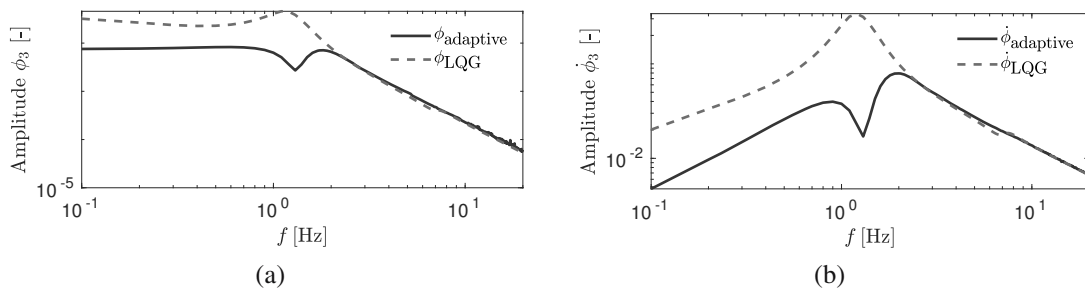 Amplitude ϕ₃ [-]
10⁻⁵
10⁻¹ 10⁰ 10¹
f [Hz]
ϕadaptive
ϕLQG
(a)
Amplitude ϕ̇₃ [-]
10⁻²
10⁻¹ 10⁰ 10¹
f [Hz]
ϕ̇adaptive
ϕ̇LQG
(b)